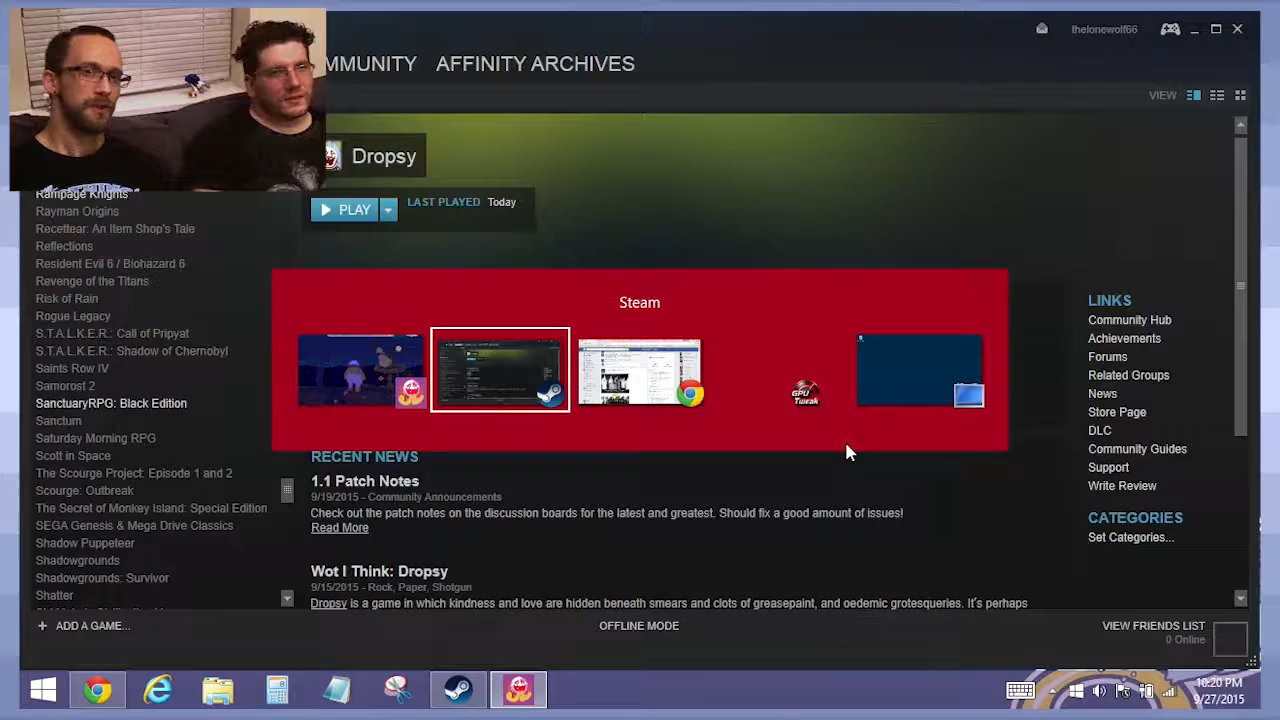 thelonewolf66
MMUNITY AFFINITY ARCHIVES
VIEW
Dropsy
PLAY
LAST PLAYED Today
Rampage Knights
Rayman Origins
Recettear: An Item Shop's Tale
Reflections
Resident Evil 6 / Biohazard 6
Revenge of the Titans
Risk of Rain
Rogue Legacy
S.T.A.L.K.E.R.: Call of Pripyat
S.T.A.L.K.E.R.: Shadow of Chernobyl
Saints Row IV
Samorost 2
SanctuaryRPG: Black Edition
Sanctum
Saturday Morning RPG
Scott in Space
The Scourge Project: Episode 1 and 2
Scourge: Outbreak
The Secret of Monkey Island: Special Edition
SEGA Genesis & Mega Drive Classics
Shadow Puppeteer
Shadowgrounds
Shadowgrounds: Survivor
Shatter
Steam
GPU
Tweak
LINKS
Community Hub
Achievements
Forums
Related Groups
News
Store Page
DLC
Community Guides
Support
Write Review
CATEGORIES
Set Categories...
RECENT NEWS
1.1 Patch Notes
9/19/2015 - Community Announcements
Check out the patch notes on the discussion boards for the latest and greatest. Should fix a good amount of issues!
Read More
Wot I Think: Dropsy
9/15/2015 - Rock, Paper, Shotgun
Dropsy is a game in which kindness and love are hidden beneath smears and clots of greasepaint, and oedemic grotesqueries. It's perhaps
+ ADD A GAME...
OFFLINE MODE
VIEW FRIENDS LIST
0 Online
10:20 PM
9/27/2015